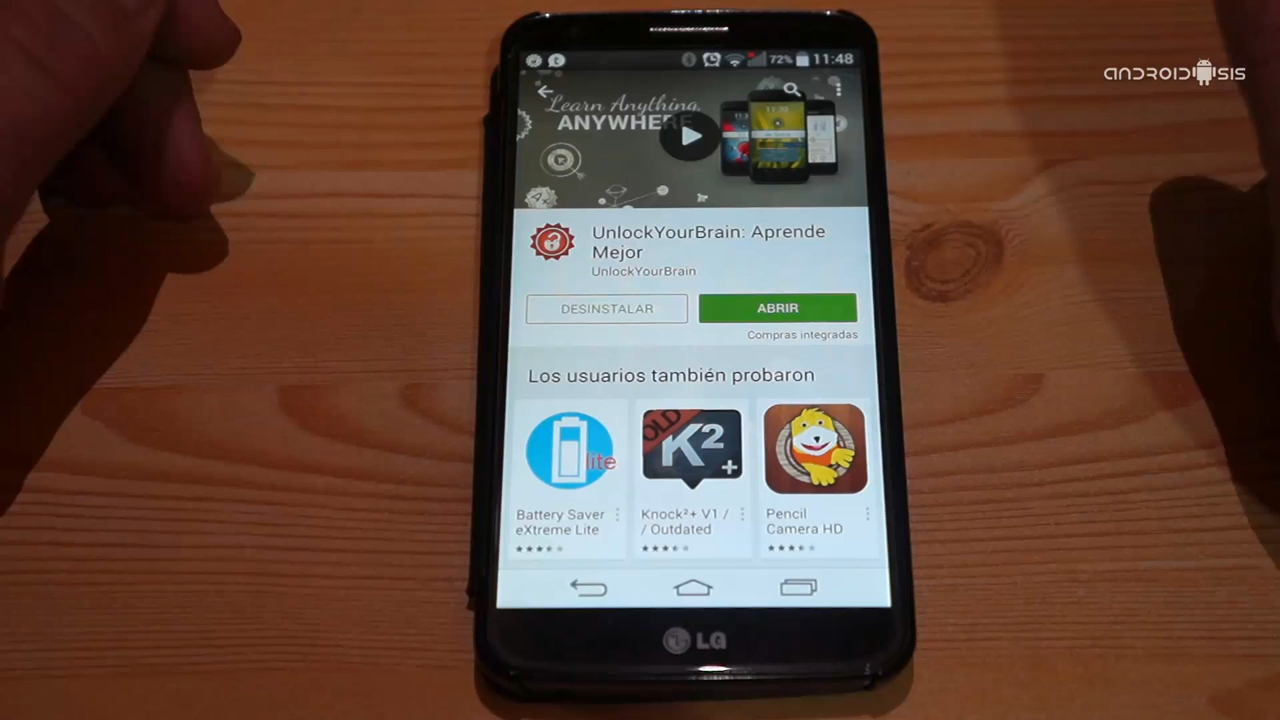 72% 11:48
ANDROIDSIS
Learn Anything,
ANYWHERE
UnlockYourBrain: Aprende
Mejor
UnlockYourBrain
DESINSTALAR
ABRIR
Compras integradas
Los usuarios también probaron
lite
OLD
K²
+
Battery Saver
eXtreme Lite
Knock²+ V1 /
/ Outdated
Pencil
Camera HD
LG